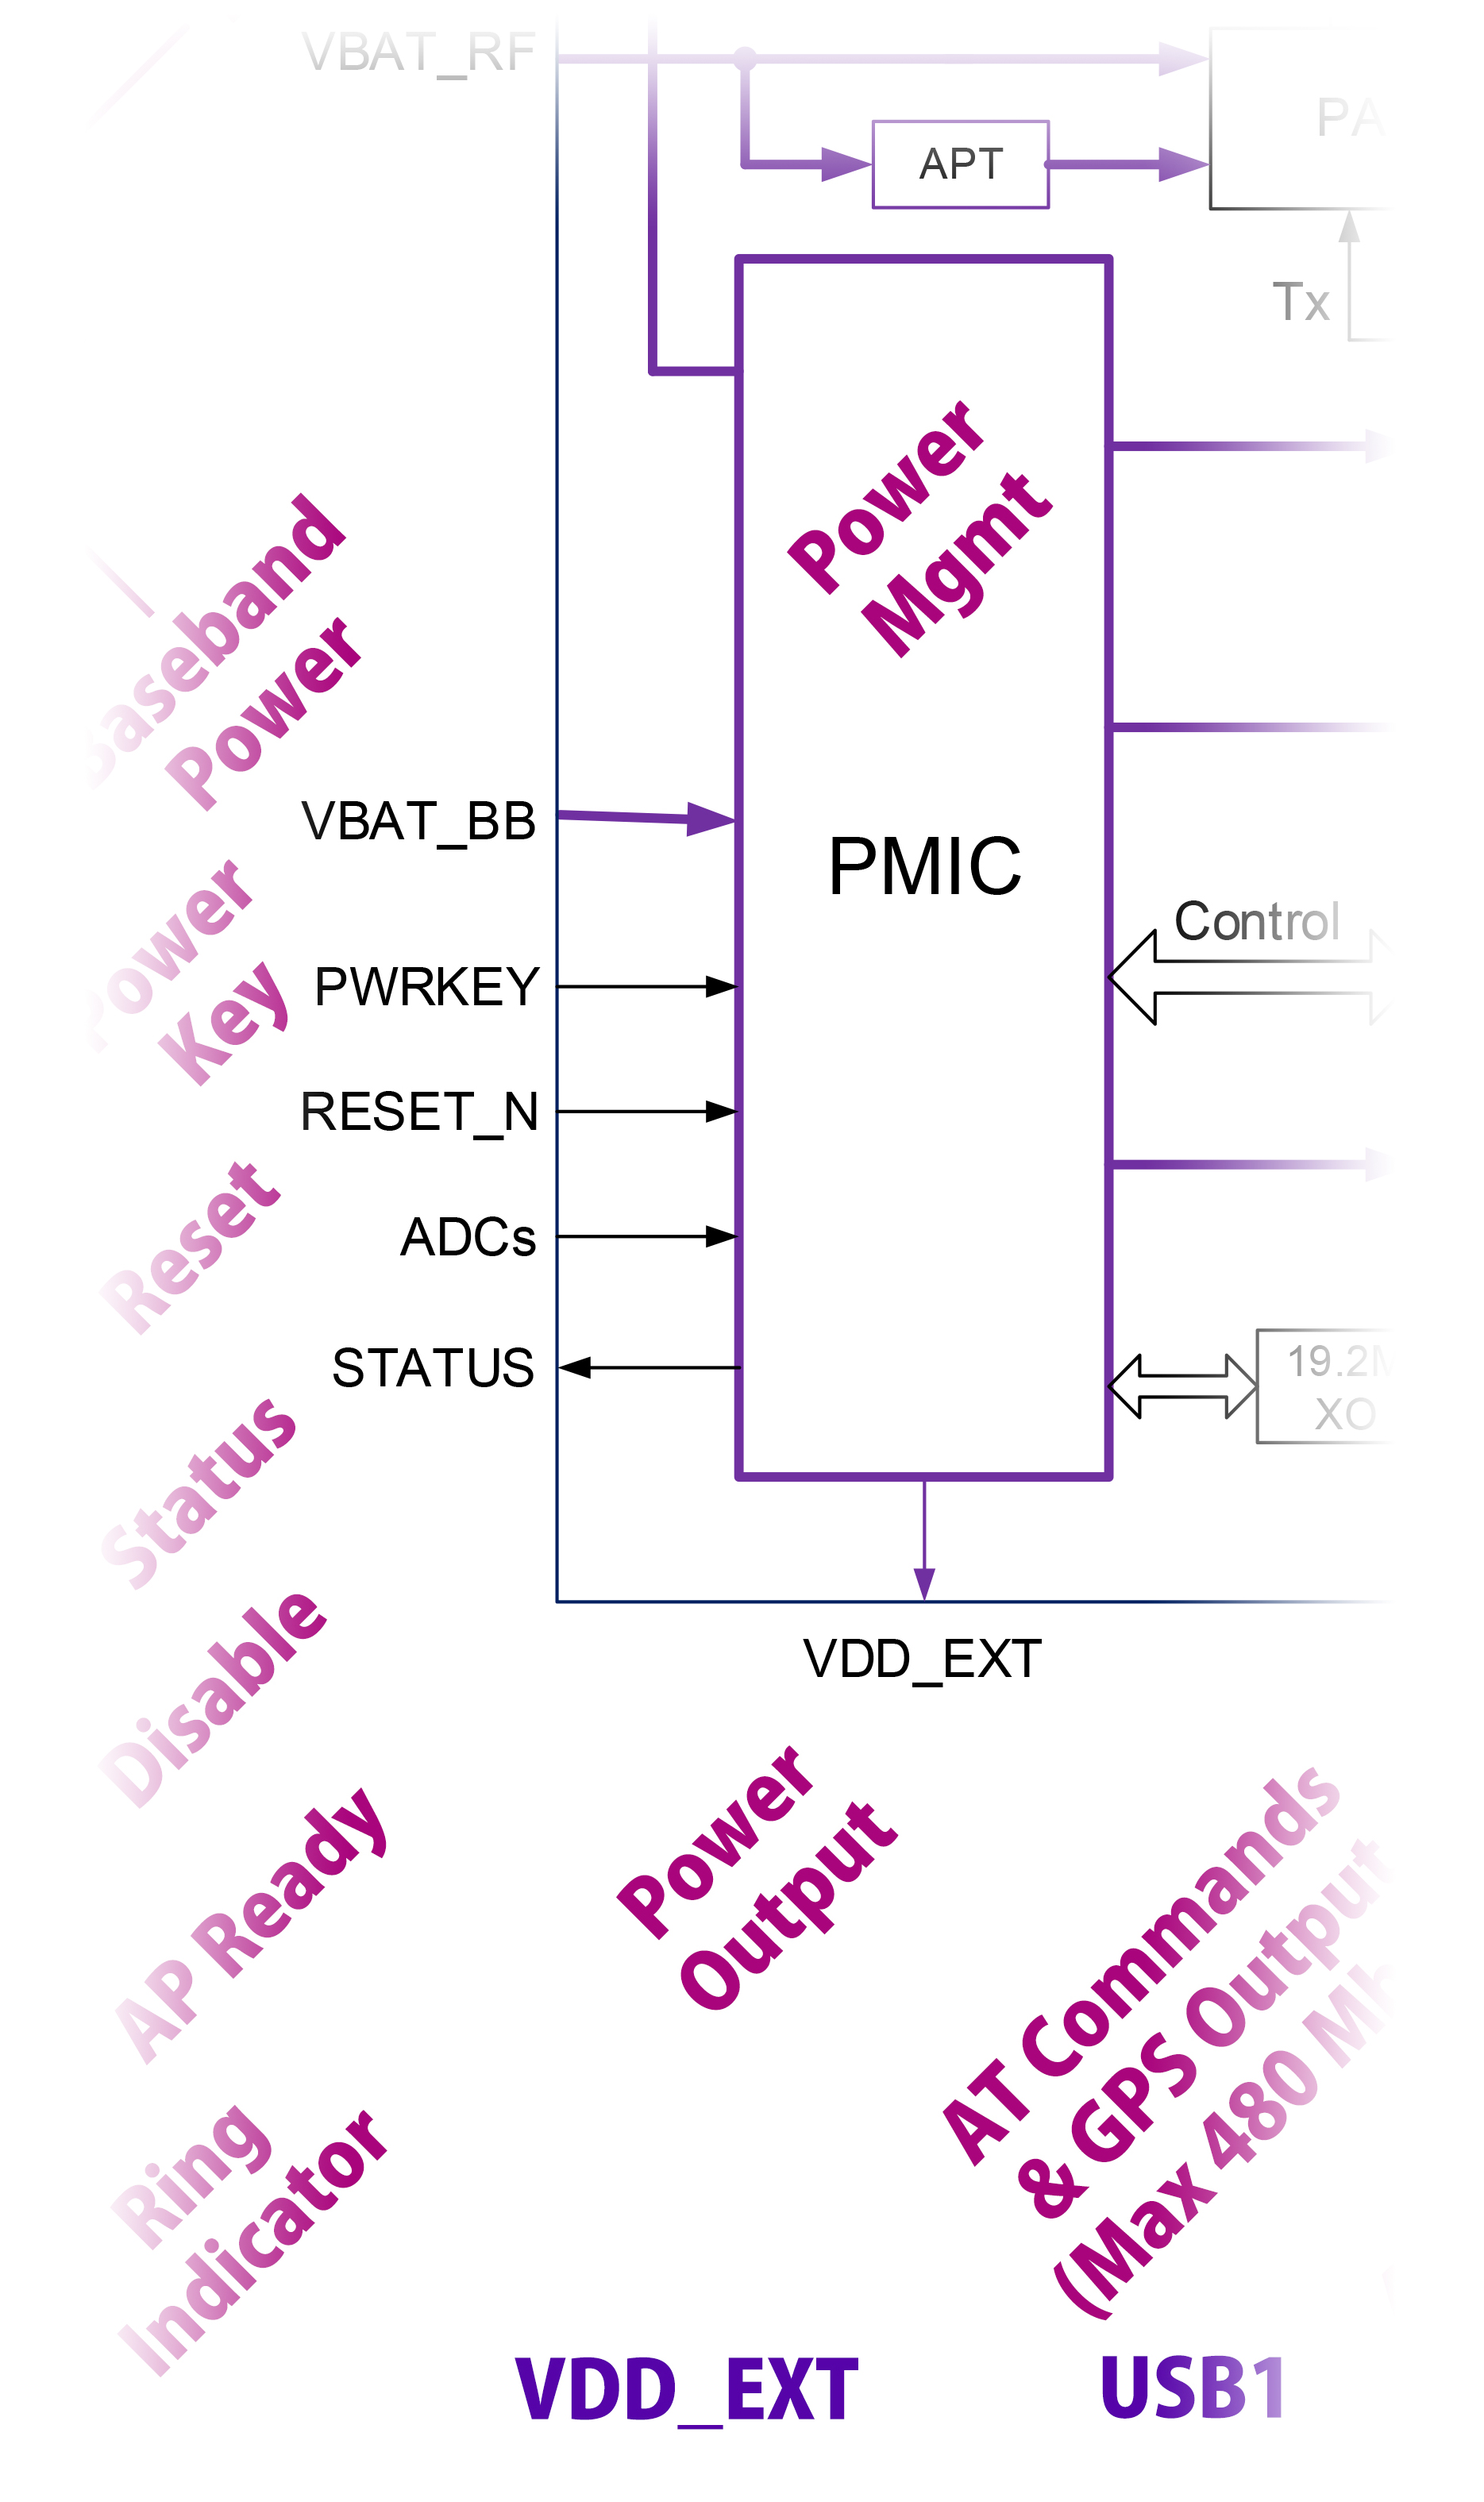 VBAT_RF
PA
APT
Tx
Power
Mgmt
Baseband
Power
VBAT_BB
PMIC
Control
Power
Key
PWRKEY
RESET_N
Reset
ADCs
STATUS
19.2M
XO
Status
Disable
VDD_EXT
AP Ready
Power
Output
AT Commands
& GPS Output
(Max 480
Ring
Indicator
VDD_EXT
USB1